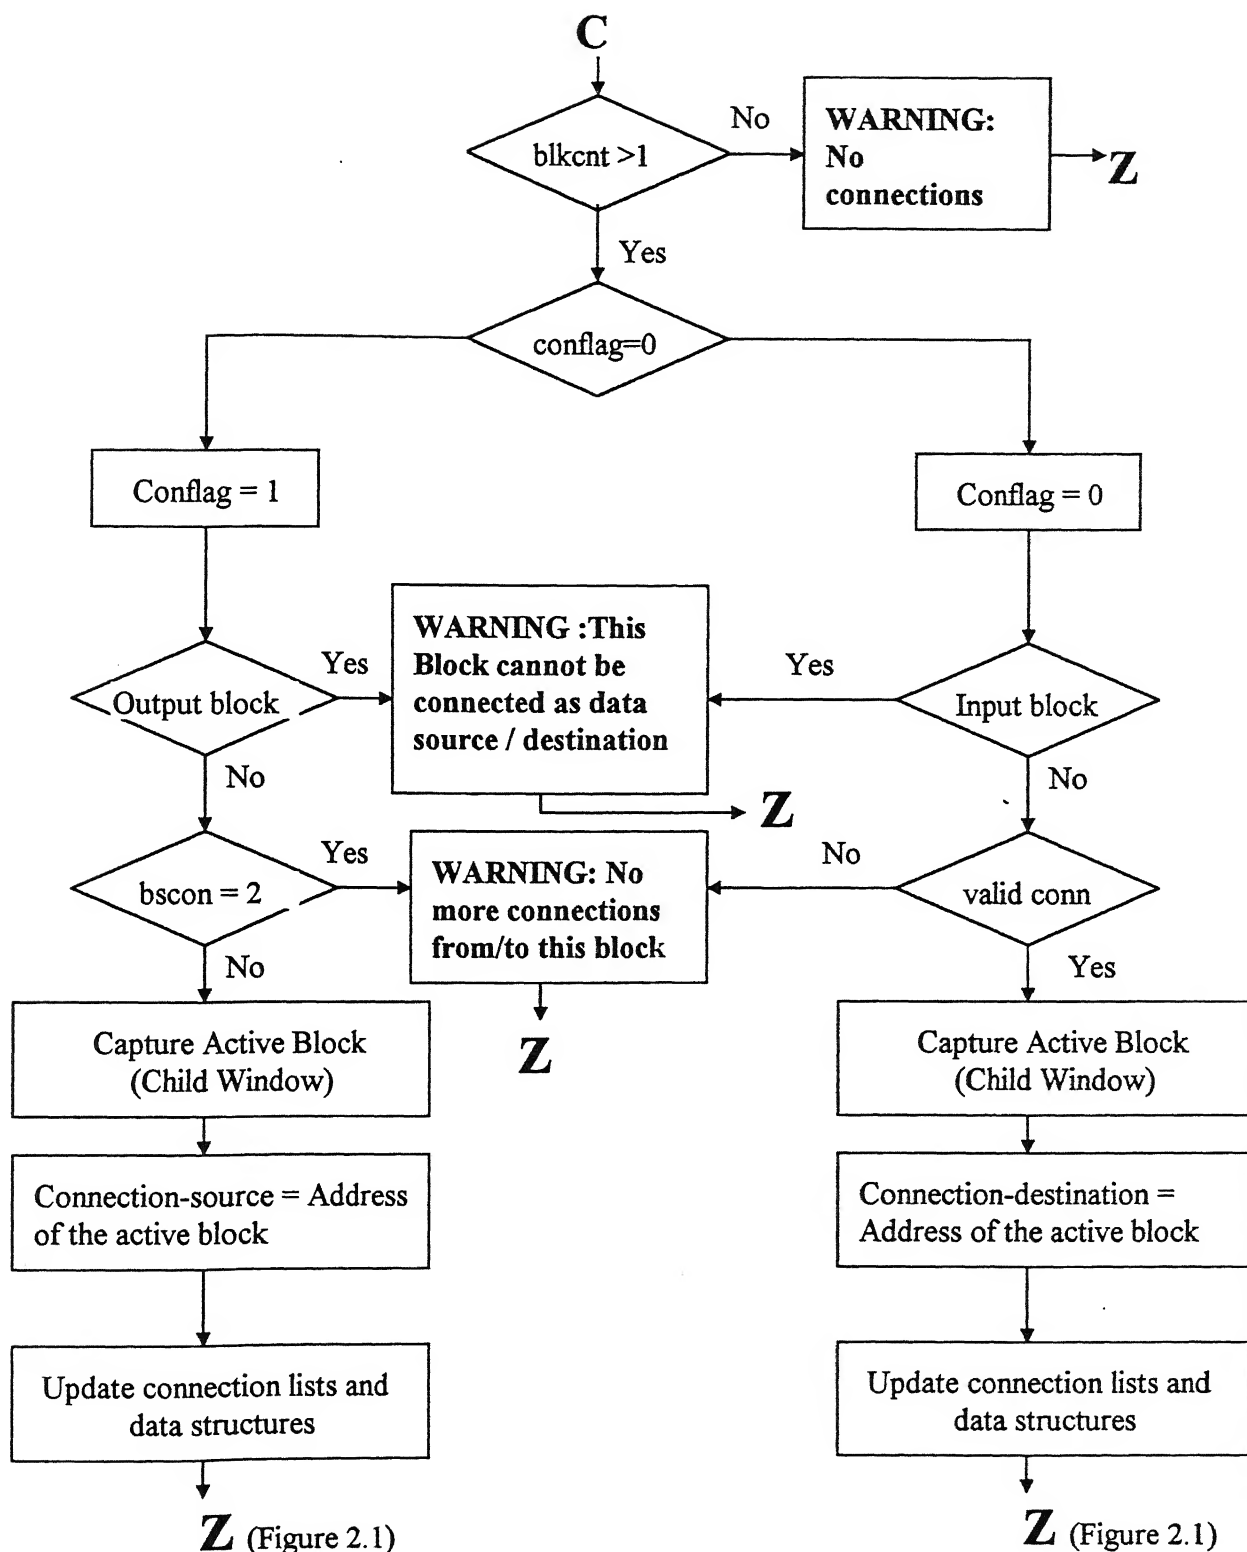 C
blkcnt >1
No
WARNING:
No
connections
Z
Yes
conflag=0
Conflag = 1
Conflag = 0
Output block
Yes
WARNING :This
Block cannot be
connected as data
source / destination
Yes
Input block
No
Z
No
bscon = 2
Yes
WARNING: No
more connections
from/to this block
No
valid conn
No
Z
Yes
Capture Active Block
(Child Window)
Capture Active Block
(Child Window)
Connection-source = Address
of the active block
Connection-destination =
Address of the active block
Update connection lists and
data structures
Update connection lists and
data structures
Z (Figure 2.1)
Z (Figure 2.1)